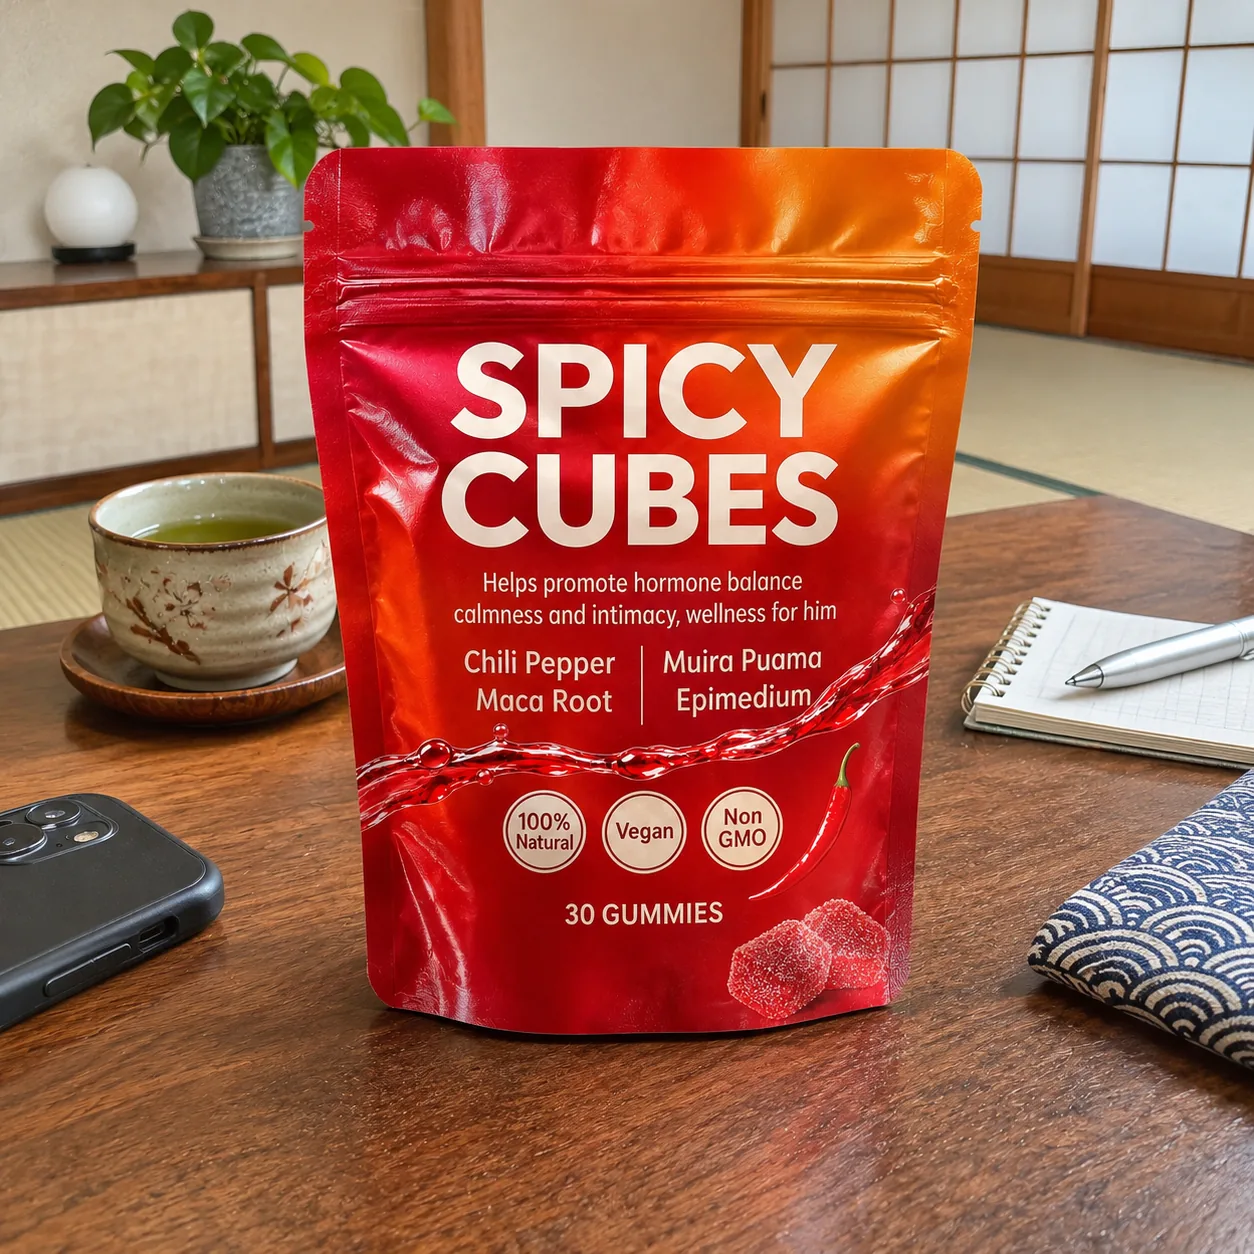 SPICY
CUBES
Helps promote hormone balance
calmness and intimacy, wellness for him
Chili Pepper
Maca Root
Muira Puama
Epimedium
100%
Natural
Vegan
Non
GMO
30 GUMMIES